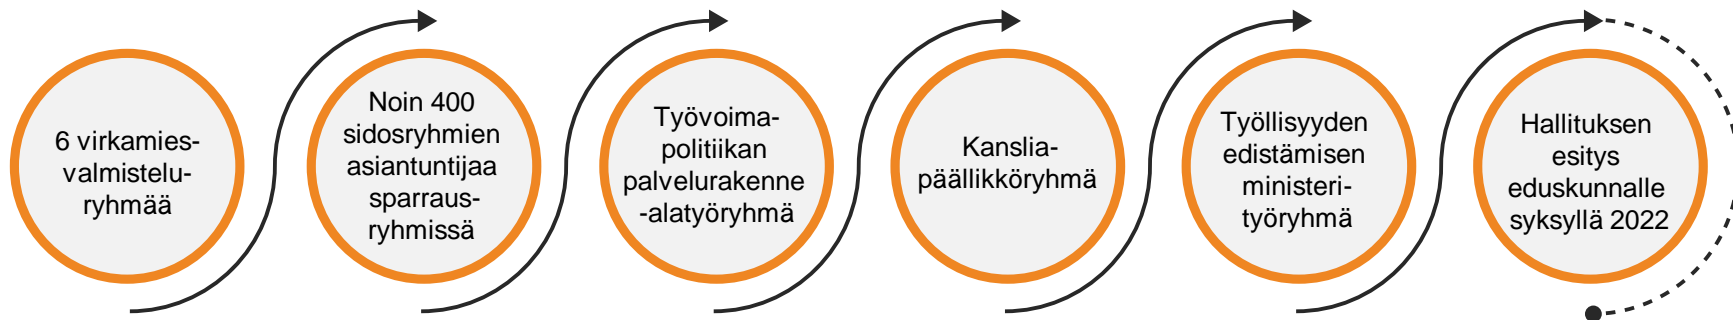 6 virkamies-
valmistelu-
ryhmää
Noin 400
sidosryhmien
asiantuntijaa
sparraus-
ryhmissä
Työvoima-
politiikan
palvelurakenne
-alatyöryhmä
Kanslia-
päällikköryhmä
Työllisyyden
edistämisen
ministeri-
työryhmä
Hallituksen
esitys
eduskunnalle
syksyllä 2022